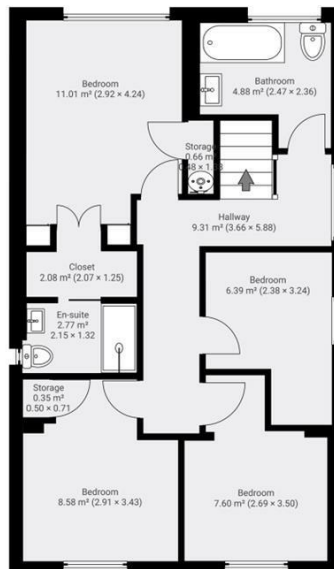 Bedroom
11.01 m² (2.92 × 4.24)
Bathroom
4.88 m² (2.47 × 2.36)
Storage
0.66 m²
Hallway
9.31 m² (3.66 × 5.88)
Closet
2.08 m² (2.07 × 1.25)
Bedroom
6.39 m² (2.38 × 3.24)
En-suite
2.77 m²
2.15 × 1.32
Storage
0.35 m²
0.50 × 0.71
Bedroom
8.58 m² (2.91 × 3.43)
Bedroom
7.60 m² (2.69 × 3.50)